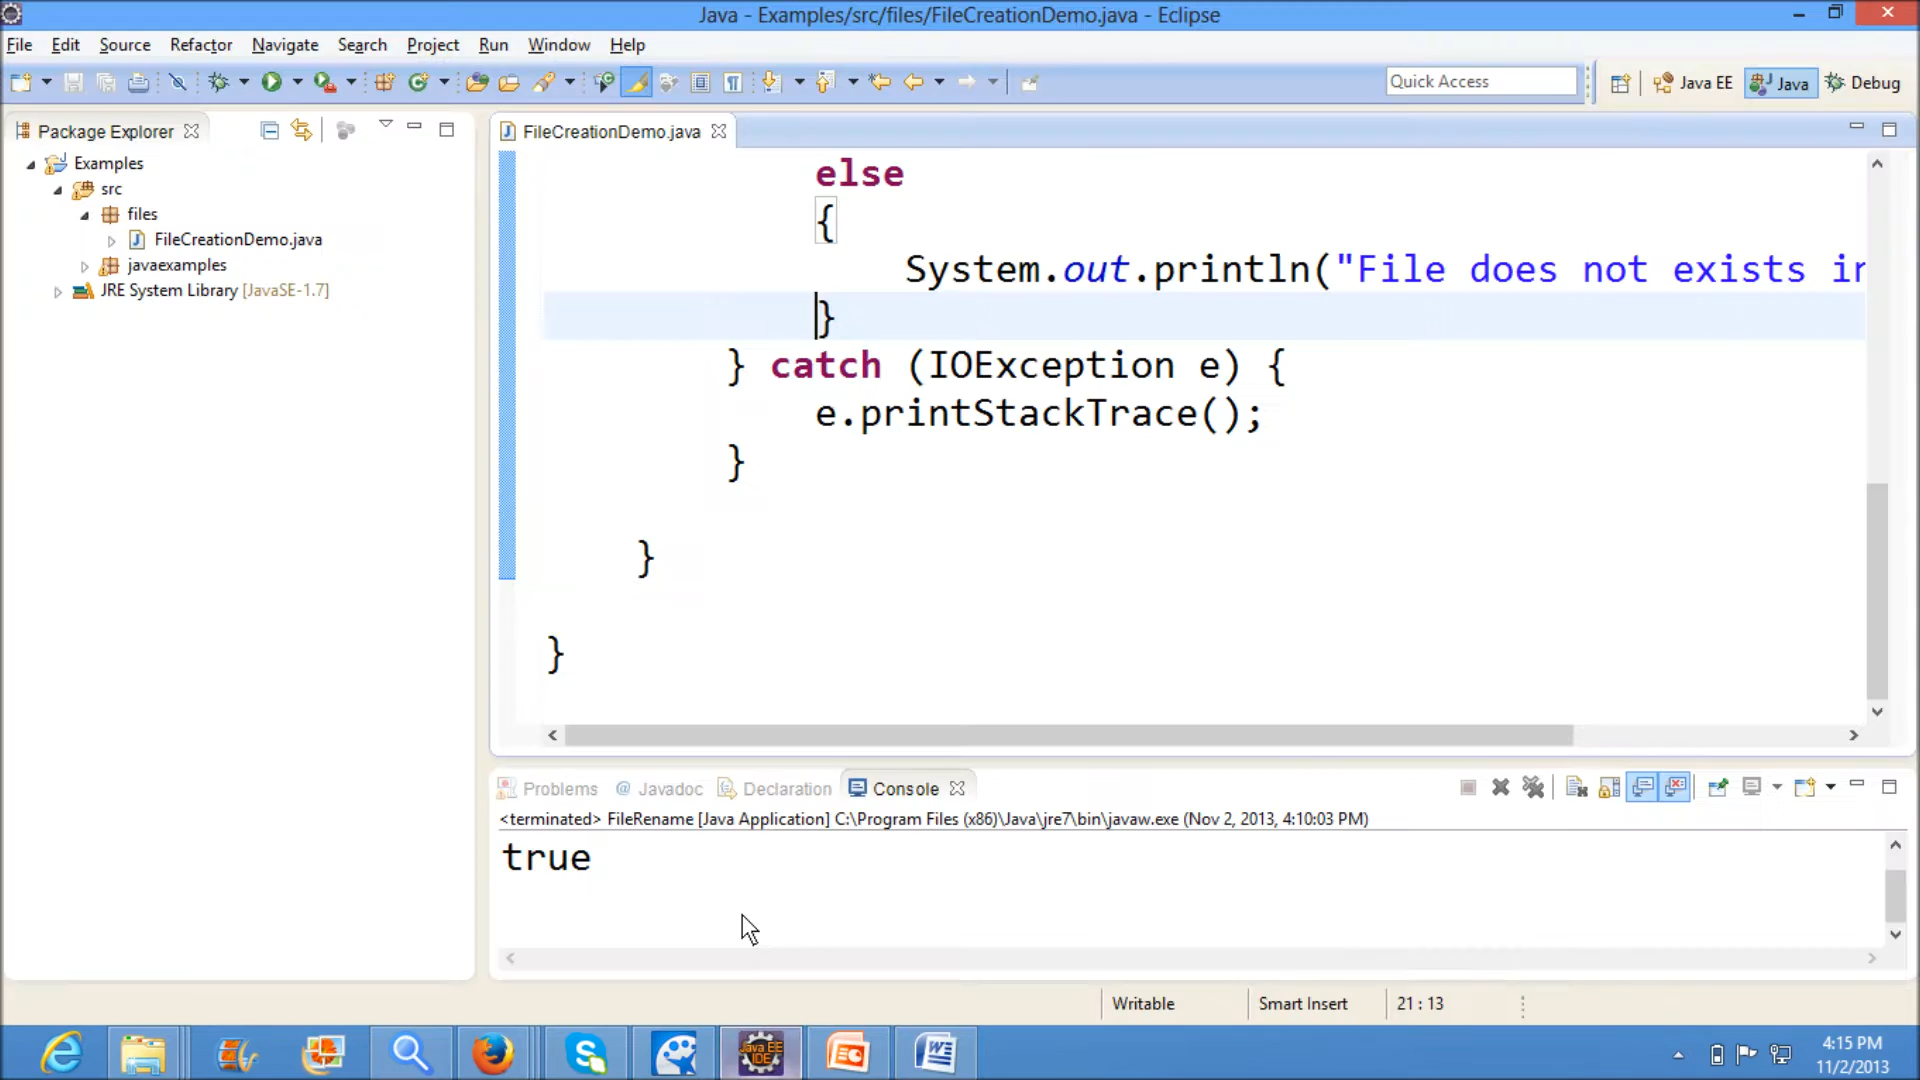 Java - Examples/src/files/FileCreationDemo.java - Eclipse
File Edit Source Refactor Navigate Search Project Run Window Help
Quick Access Java EE Java Debug
Package Explorer
Examples
src
files
FileCreationDemo.java
javaexamples
JRE System Library [JavaSE-1.7]
FileCreationDemo.java
else
{
System.out.println("File does not exists in
}
} catch (IOException e) {
e.printStackTrace();
}
}
}
Problems @ Javadoc Declaration Console
<terminated> FileRename [Java Application] C:\Program Files (x86)\Java\jre7\bin\javaw.exe (Nov 2, 2013, 4:10:03 PM)
true
Writable Smart Insert 21 : 13
Java EE
IDE
4:15 PM
11/2/2013